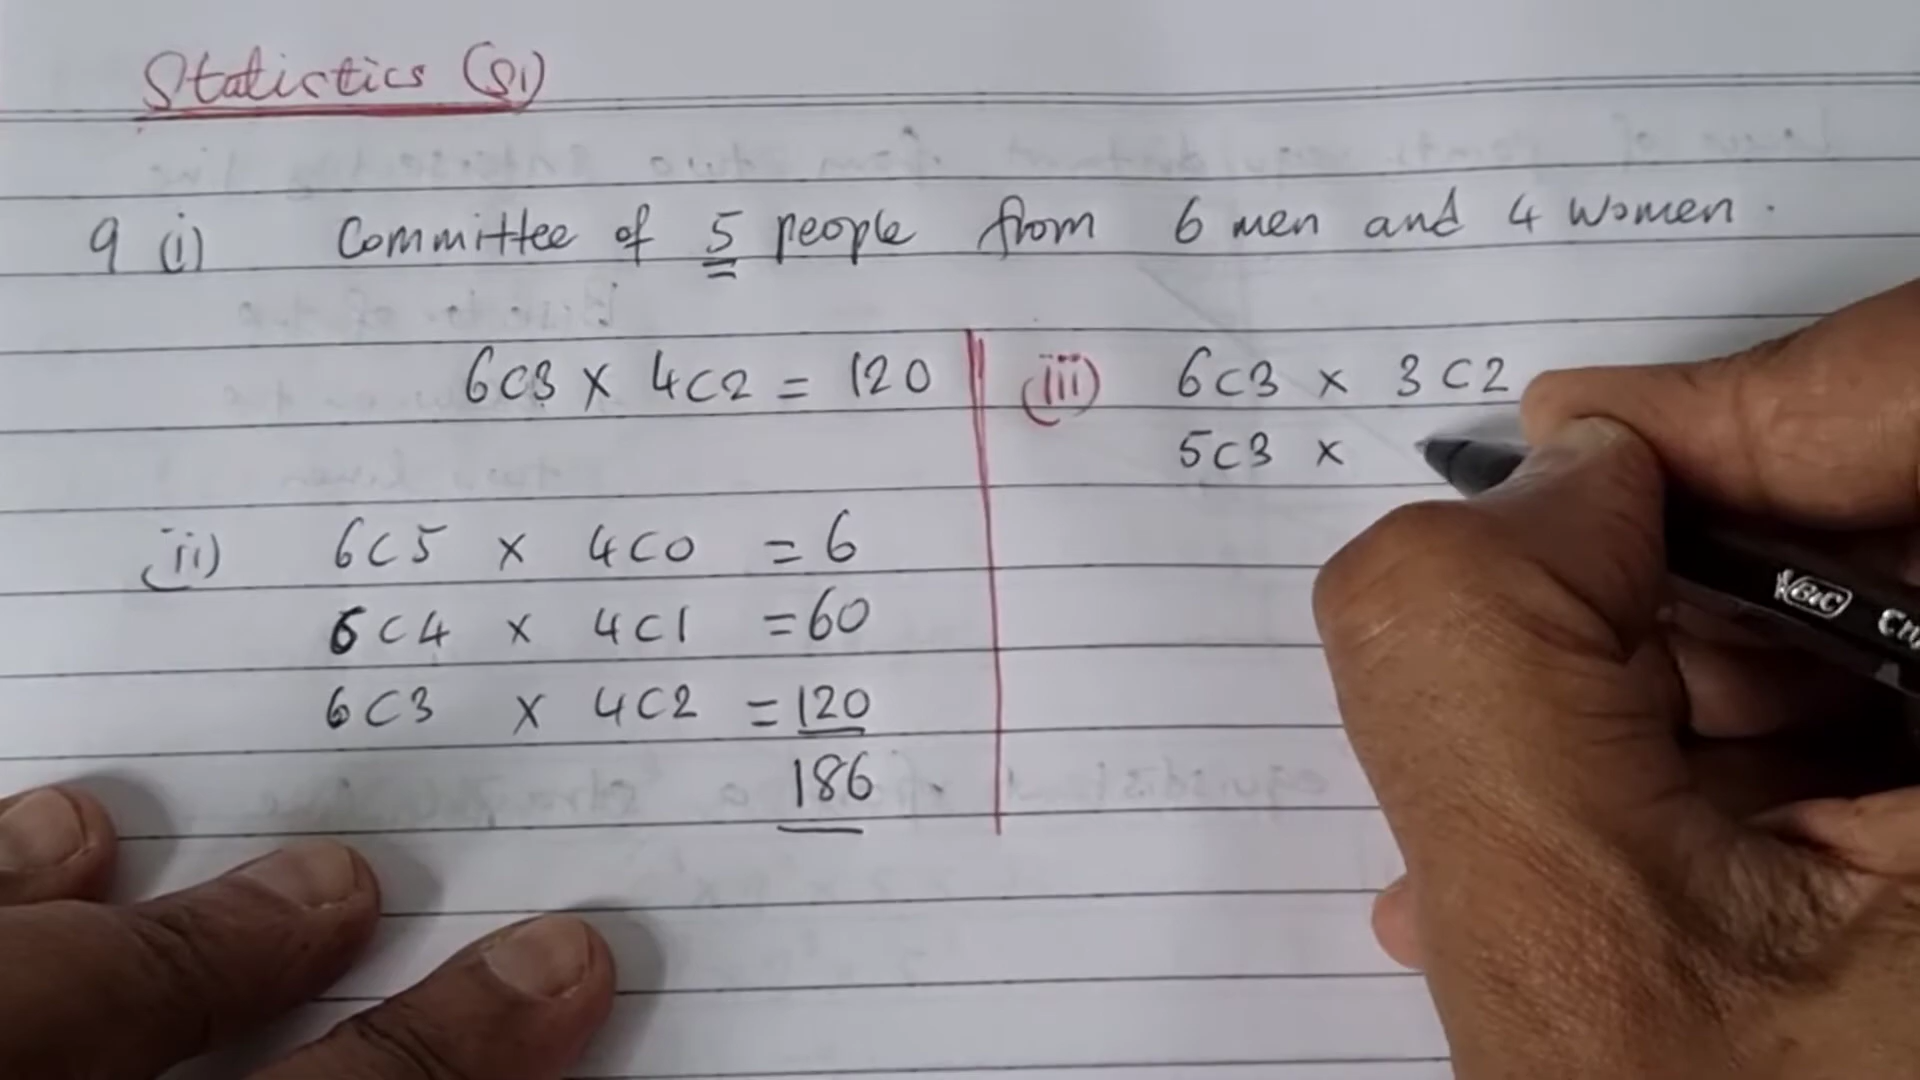 Statistics (S1)
9 (i) Committee of 5 people from 6 men and 4 women.
6C3 X 4C2 = 120
ii) 6C5 x 4C0 = 6
6C4 x 4C1 = 60
6C3 x 4C2 = 120
186
(iii) 6C3 x 3C2
5C3 x
BIC